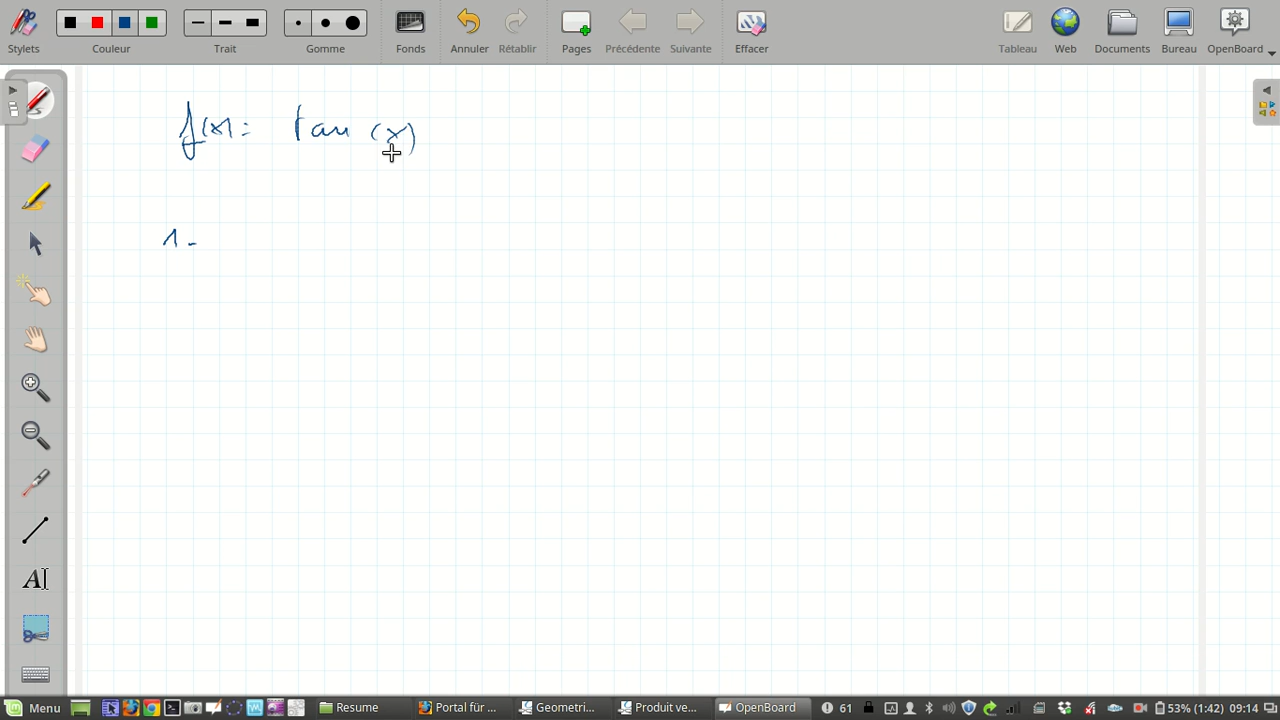 Stylets Couleur Trait Gomme Fonds Annuler Rétablir Pages Précédente Suivante Effacer Tableau Web Documents Bureau OpenBoard
f(x) = tan (x)
1-
A
Menu Resume Portal für ... Geometri... Produit ve... OpenBoard 61 53% (1:42) 09:14